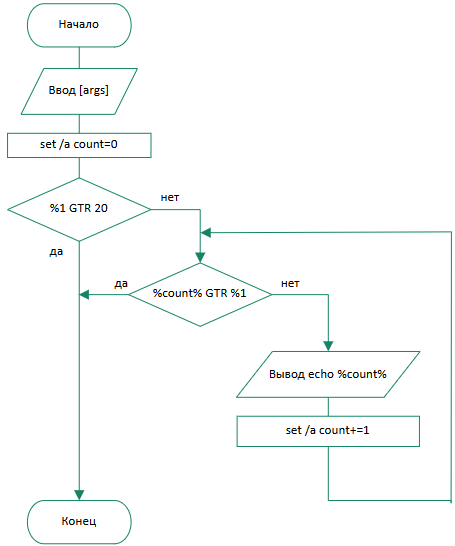 Начало
Ввод [args]
set /a count=0
%1 GTR 20
нет
да
да
%count% GTR %1
нет
Вывод echo %count%
set /a count+=1
Конец